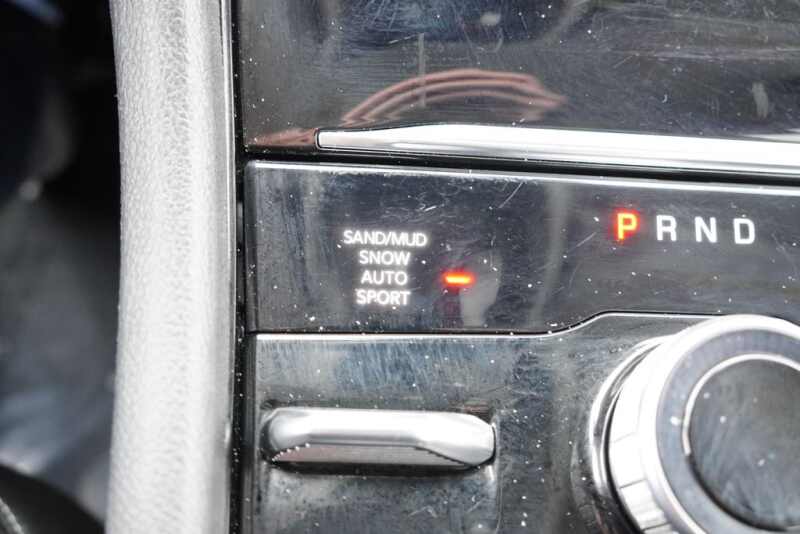 SAND/MUD
SNOW
AUTO
SPORT
P R N D